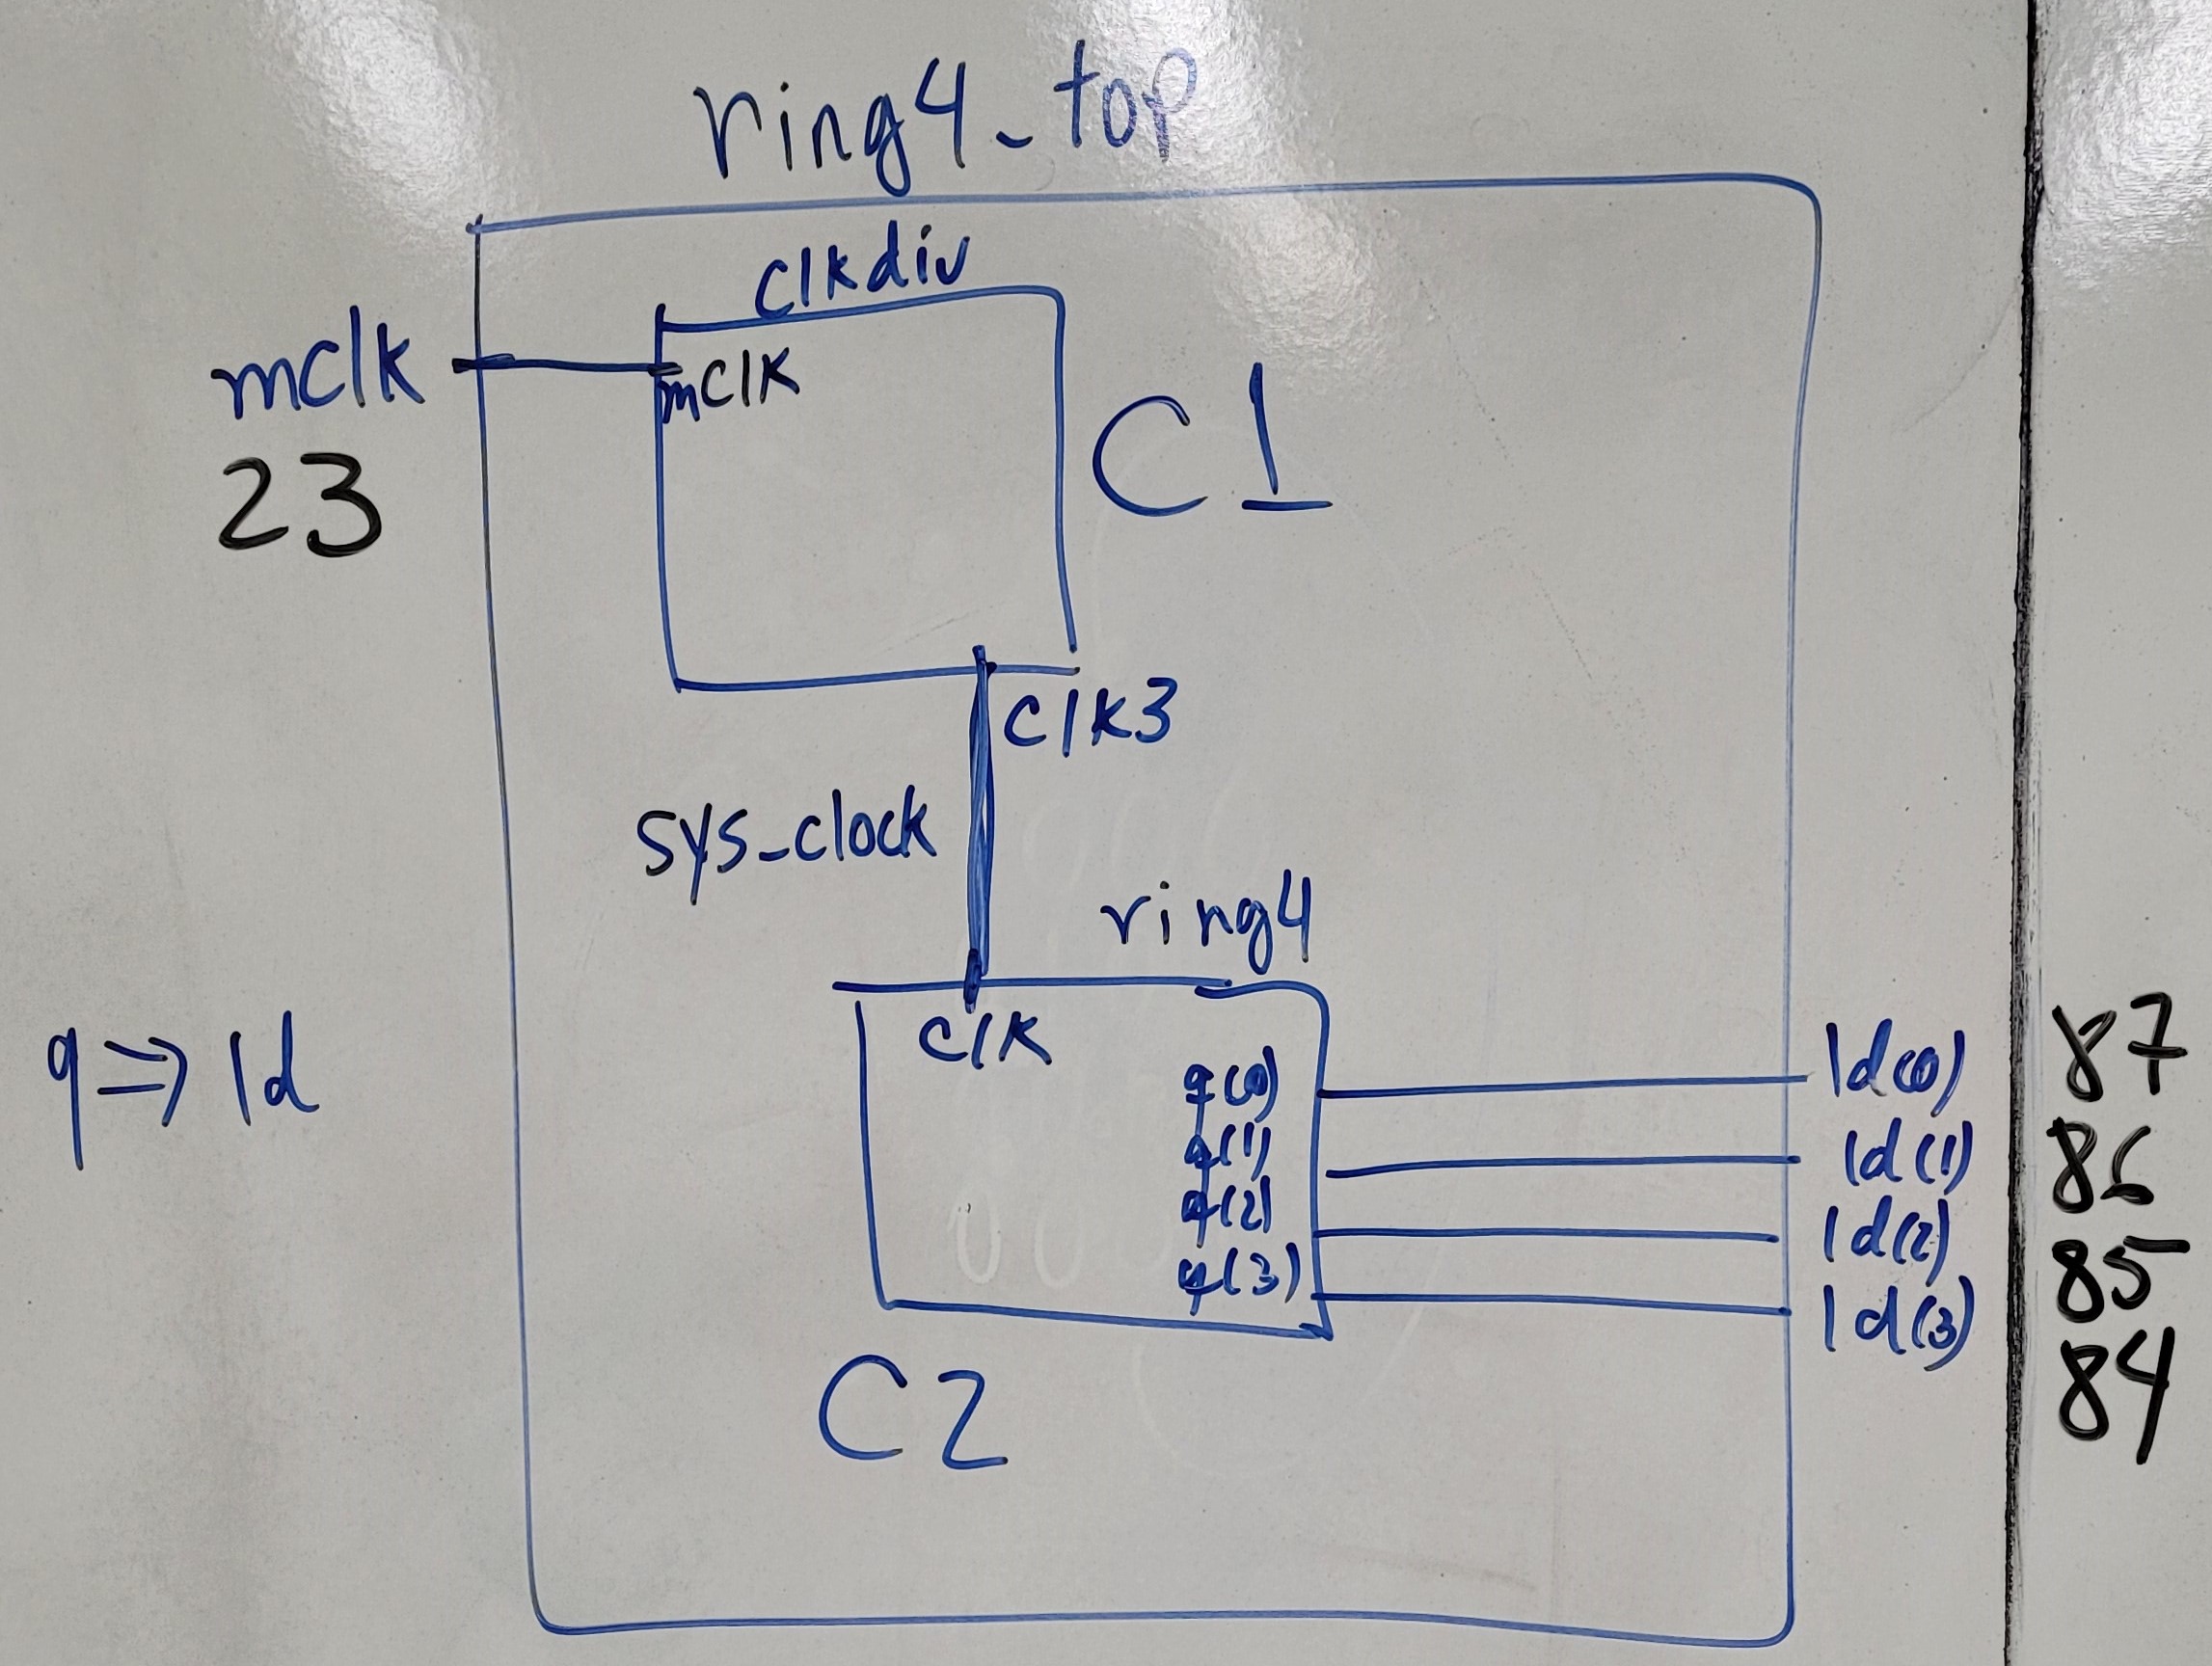 ring4_top
clkdiv
mclk
mclk
23
C1
clk3
sys_clock
ring4
clk
q => ld
q(0)
q(1)
q(2)
q(3)
ld(0) 87
ld(1) 86
ld(2) 85
ld(3) 84
C2